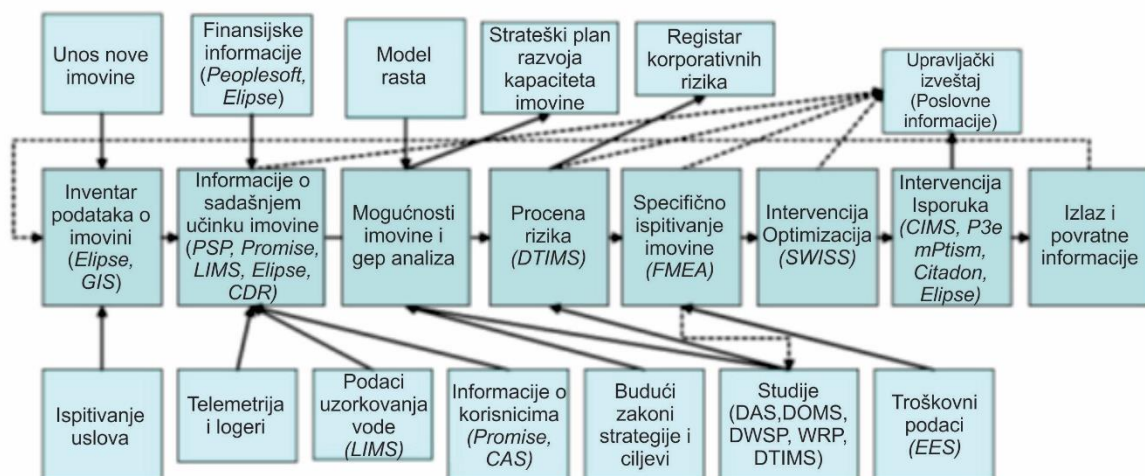 Unos nove
imovine
Finansijske
informacije
(Peoplesoft,
Elipse)
Model
rasta
Strateški plan
razvoja
kapaciteta
imovine
Registar
korporativnih
rizika
Upravljački
izveštaj
(Poslovne
informacije)
Inventar
podataka o
imovini
(Elipse,
GIS)
Informacije o
sadašnjem
učinku imovine
(PSP, Promise,
LIMS, Elipse,
CDR)
Mogućnosti
imovine i
gep analiza
Procena
rizika
(DTIMS)
Specifično
ispitivanje
imovine
(FMEA)
Intervencija
Optimizacija
(SWISS)
Intervencija
Isporuka
(CIMS, P3e
mPtism,
Citadon,
Elipse)
Izlaz i
povratne
informacije
Ispitivanje
uslova
Telemetrija
i logeri
Podaci
uzorkovanja
vode
(LIMS)
Informacije o
korisnicima
(Promise,
CAS)
Budući
zakoni
strategije i
ciljevi
Studije
(DAS,DOMS,
DWSP, WRP,
DTIMS)
Troškovni
podaci
(EES)